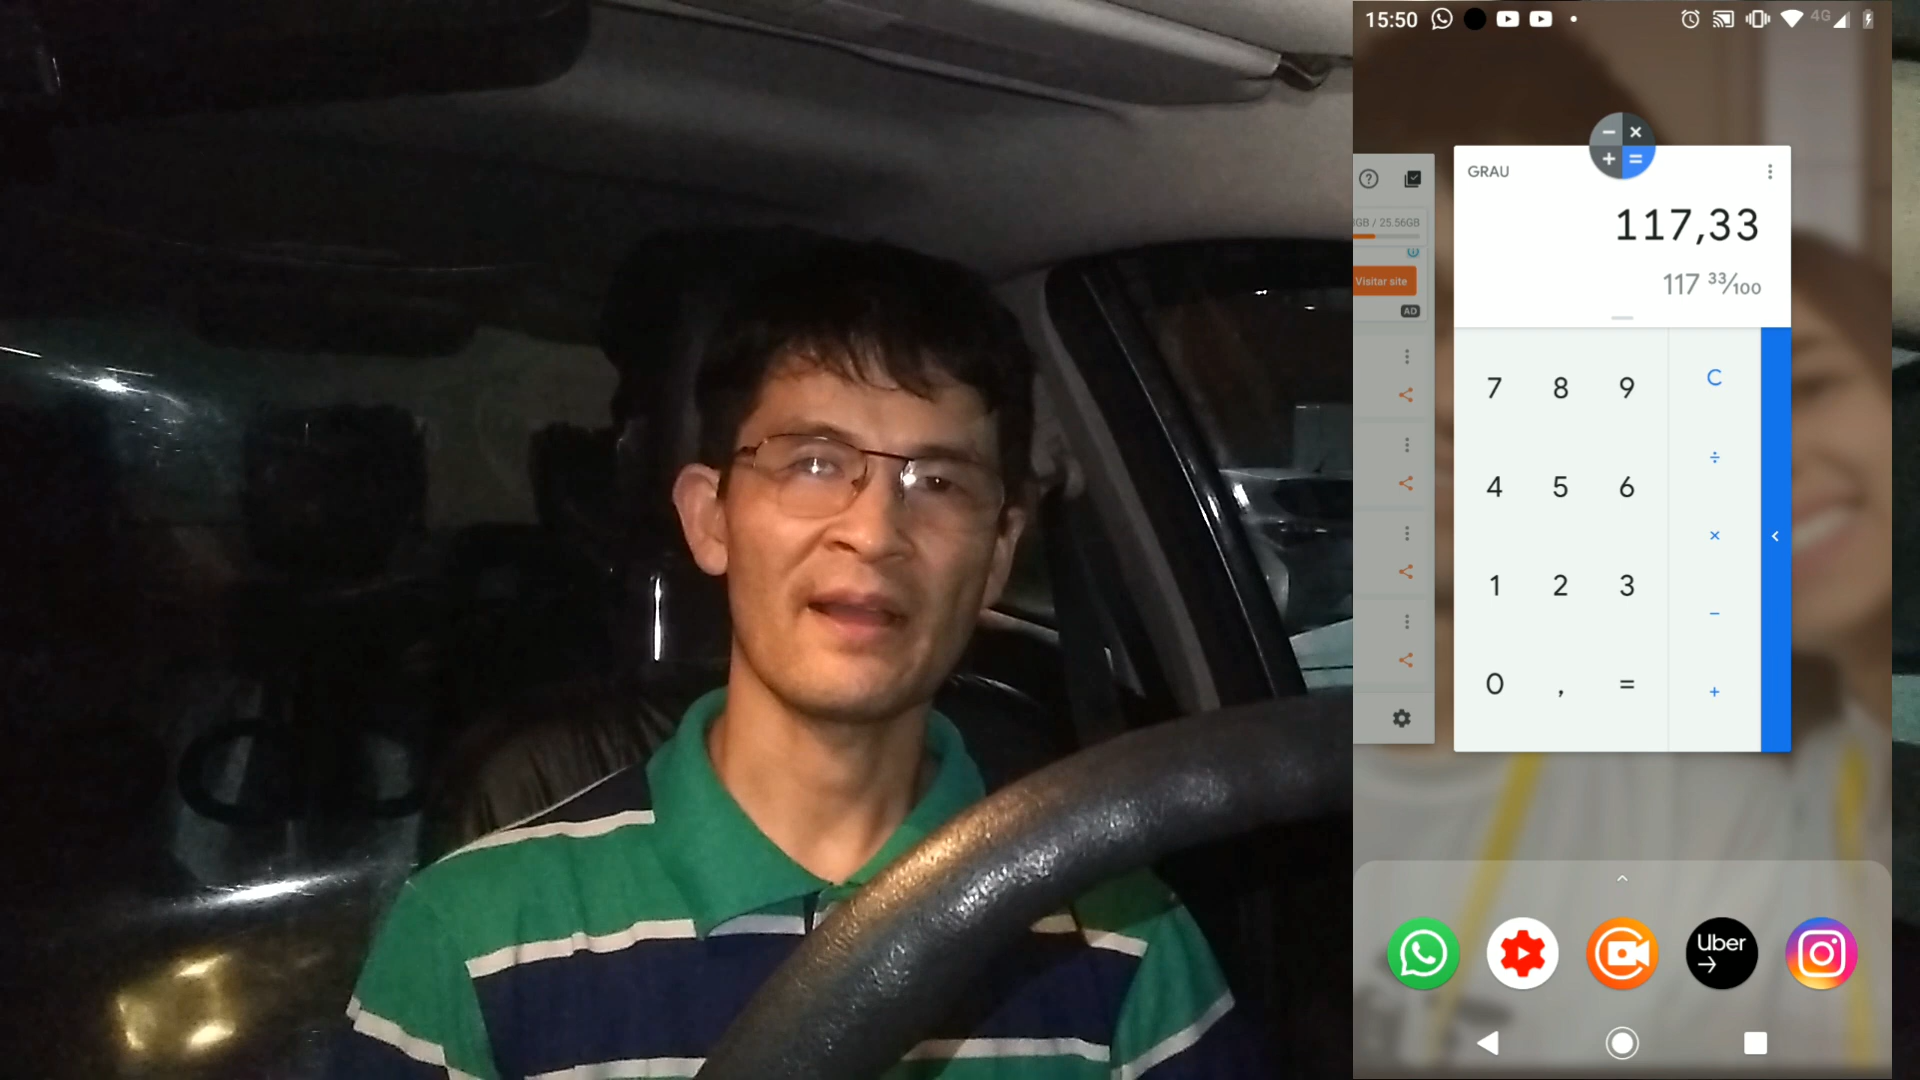 15:50
4G
GRAU
117,33
117 33/100
GB / 25.56GB
Visitar site
AD
7 8 9 C
÷
4 5 6
×
1 2 3
−
0 , =
+
Uber